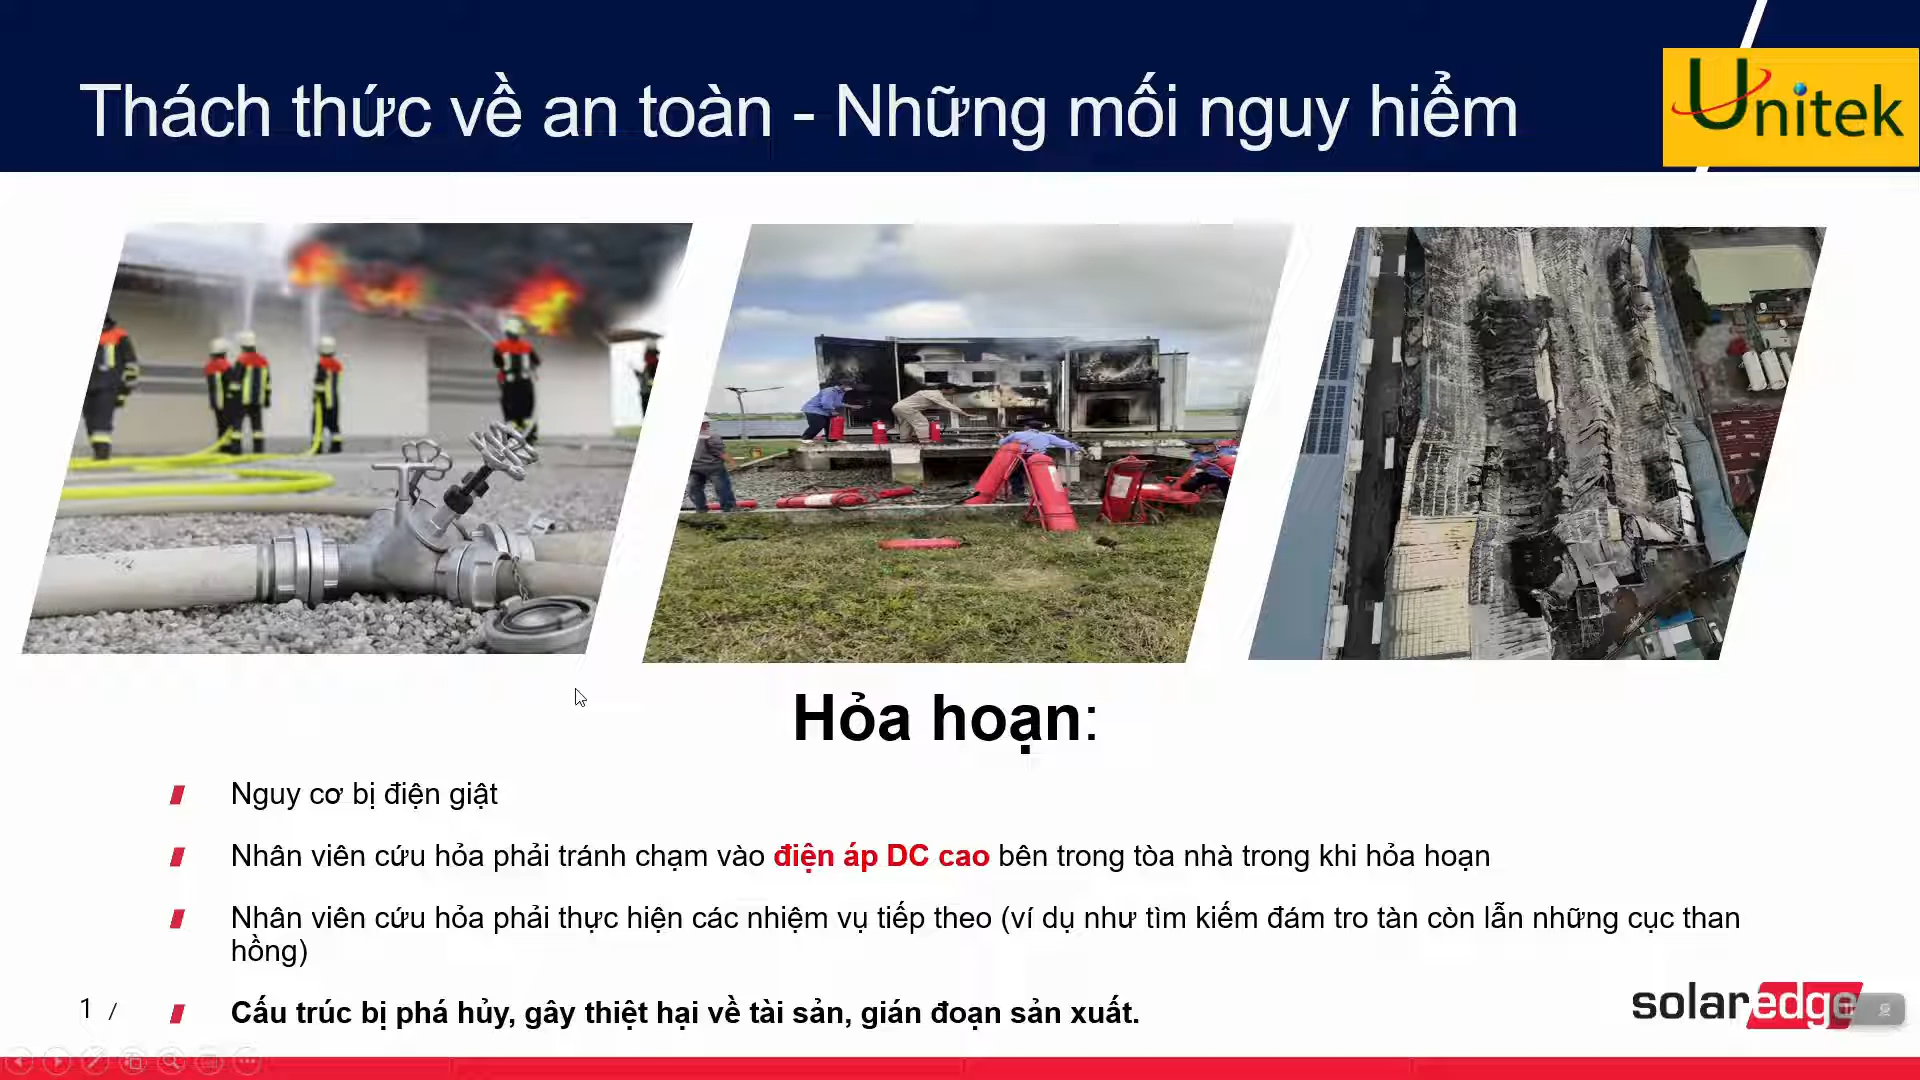 Thách thức về an toàn - Những mối nguy hiểm
Unitek
Hỏa hoạn:
Nguy cơ bị điện giật
Nhân viên cứu hỏa phải tránh chạm vào điện áp DC cao bên trong tòa nhà trong khi hỏa hoạn
Nhân viên cứu hỏa phải thực hiện các nhiệm vụ tiếp theo (ví dụ như tìm kiếm đám tro tàn còn lẫn những cục than
hồng)
Cấu trúc bị phá hủy, gây thiệt hại về tài sản, gián đoạn sản xuất.
1 /
solaredge